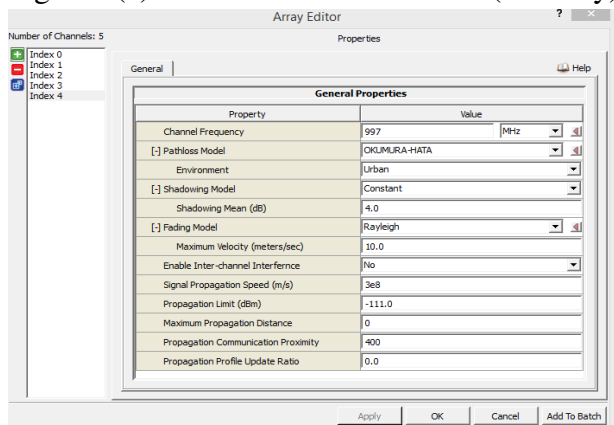 Array Editor
?
Number of Channels: 5
Properties
Index 0
Index 1
Index 2
Index 3
Index 4
General
Help
General Properties
Property Value
Channel Frequency 997 MHz
[-] Pathloss Model OKUMURA-HATA
Environment Urban
[-] Shadowing Model Constant
Shadowing Mean (dB) 4.0
[-] Fading Model Rayleigh
Maximum Velocity (meters/sec) 10.0
Enable Inter-channel Interfernce No
Signal Propagation Speed (m/s) 3e8
Propagation Limit (dBm) -111.0
Maximum Propagation Distance 0
Propagation Communication Proximity 400
Propagation Profile Update Ratio 0.0
Apply OK Cancel Add To Batch